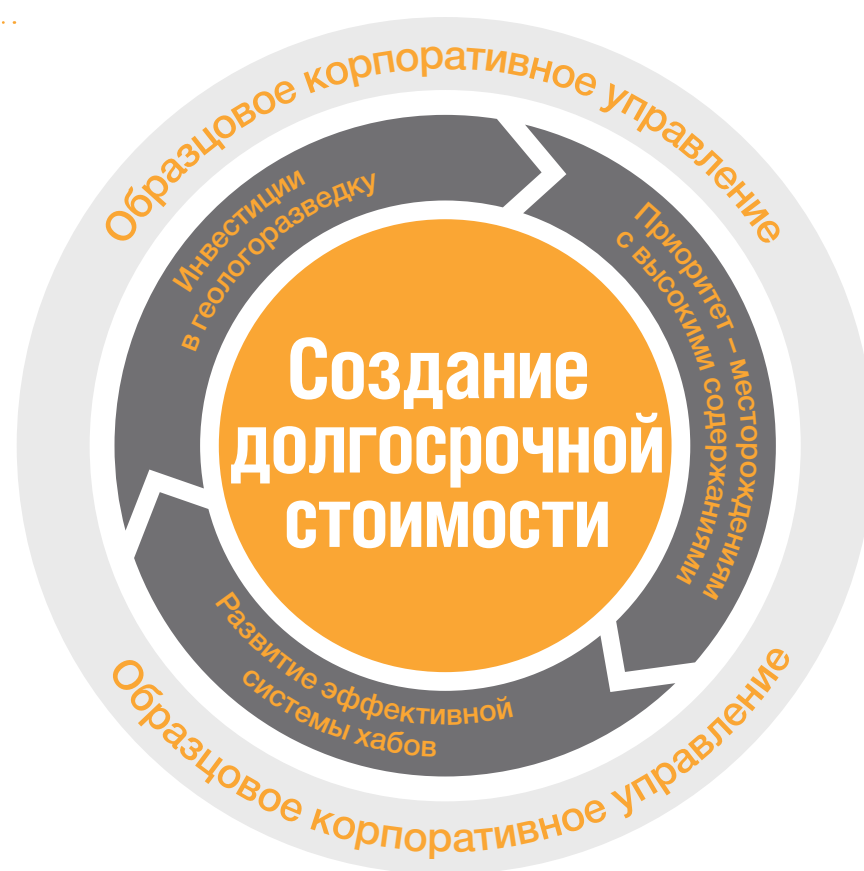 Образцовое корпоративное управление
Инвестиции
в геологоразведку
Приоритет – месторождениям
с высокими содержаниями
Создание
долгосрочной
стоимости
Развитие эффективной
системы хабов
Образцовое корпоративное управление